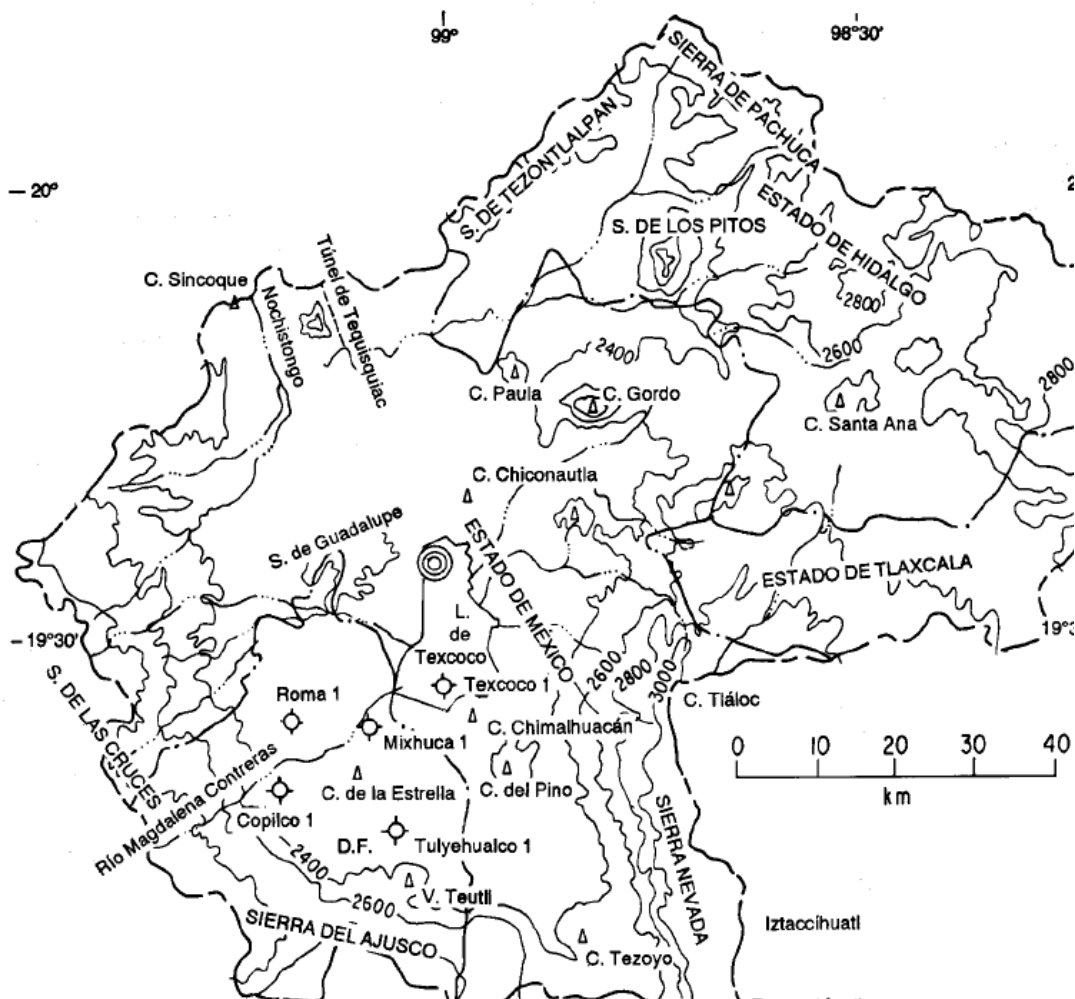 99°
98°30'
SIERRA DE PACHUCA
S. DE TEZONTLALPAN
— 20°
ESTADO DE HIDALGO
S. DE LOS PITOS
Túnel de Tequisquiac
C. Sincoque
Nochistongo
2800
2600
2400
2800
C. Paula
C. Gordo
C. Santa Ana
C. Chiconautla
S. de Guadalupe
ESTADO DE MÉXICO
ESTADO DE TLAXCALA
L.
de
Texcoco
— 19°30'
S. DE LAS CRUCES
2600
2800
3000
Roma 1
Texcoco 1
C. Tláloc
Mixhuca 1
C. Chimalhuacán
0 10 20 30 40
km
Río Magdalena Contreras
C. de la Estrella
C. del Pino
Copilco 1
D.F.
Tulyehualco 1
SIERRA NEVADA
2400
2600
V. Teutli
SIERRA DEL AJUSCO
Iztaccíhuatl
C. Tezoyo